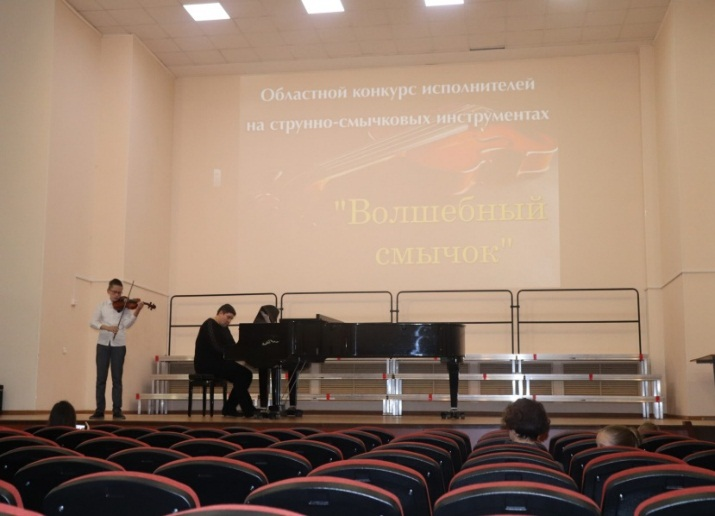 Областной конкурс исполнителей
на струнно-смычковых инструментах
"Волшебный
смычок"